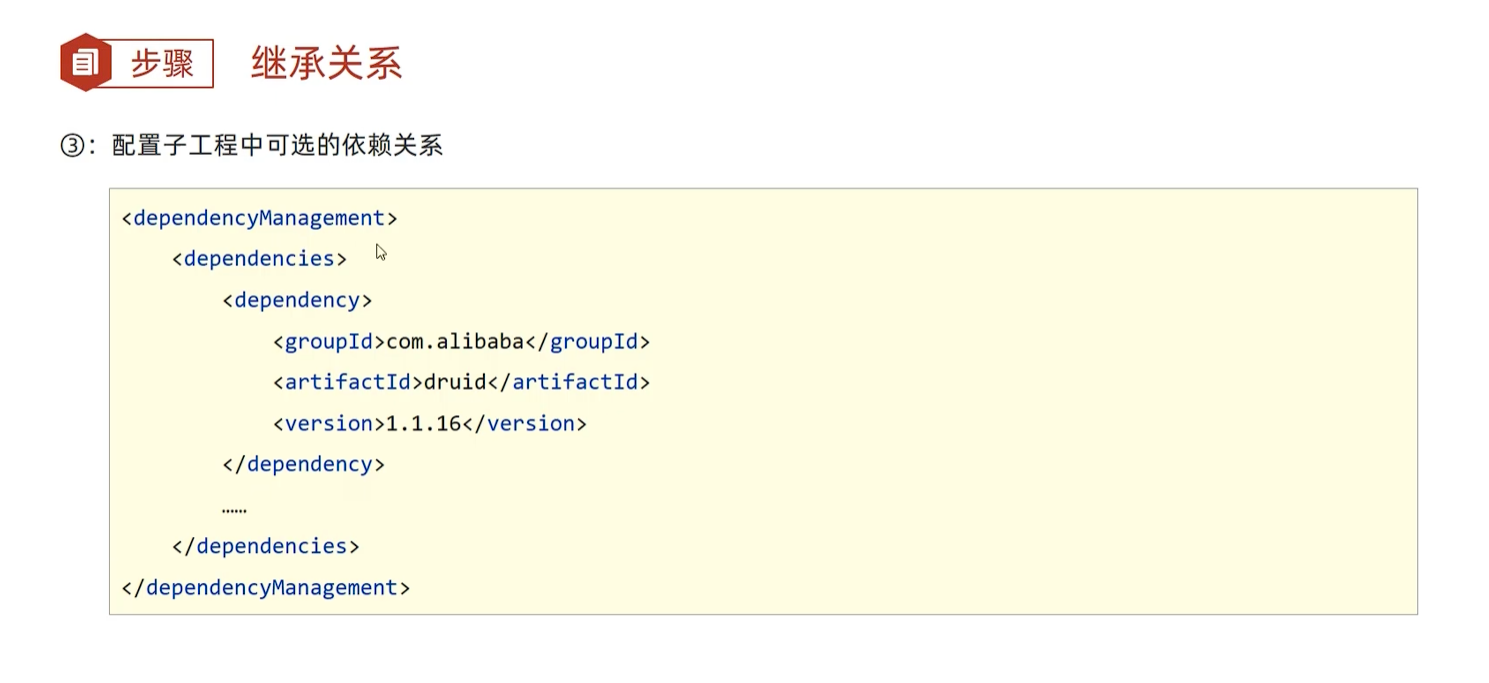 步骤 继承关系
③：配置子工程中可选的依赖关系
<dependencyManagement>
<dependencies>
<dependency>
<groupId>com.alibaba</groupId>
<artifactId>druid</artifactId>
<version>1.1.16</version>
</dependency>
……
</dependencies>
</dependencyManagement>